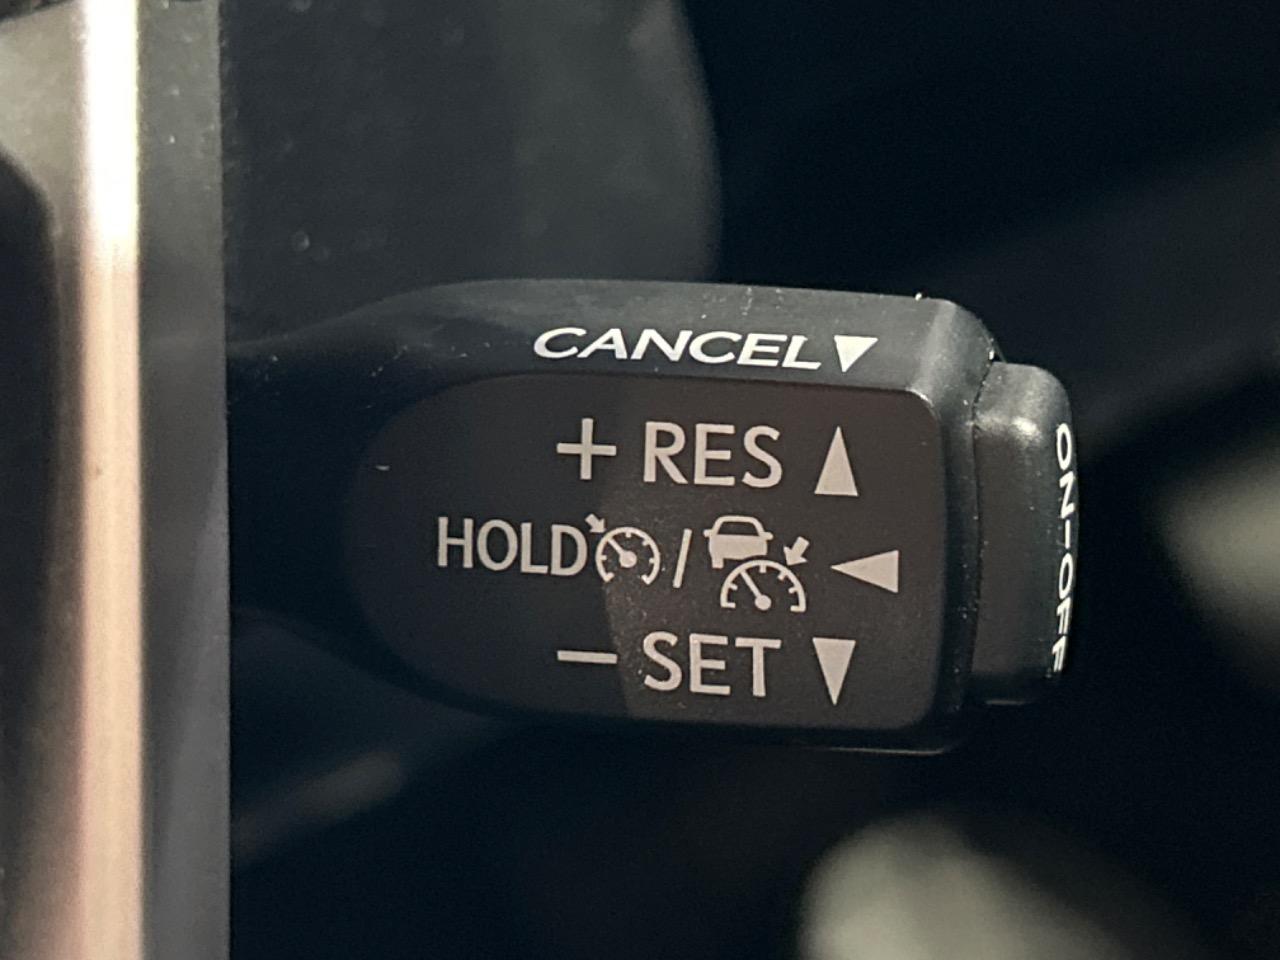 CANCEL▼
+ RES ▲
HOLD / ◀
− SET ▼
ON-OFF